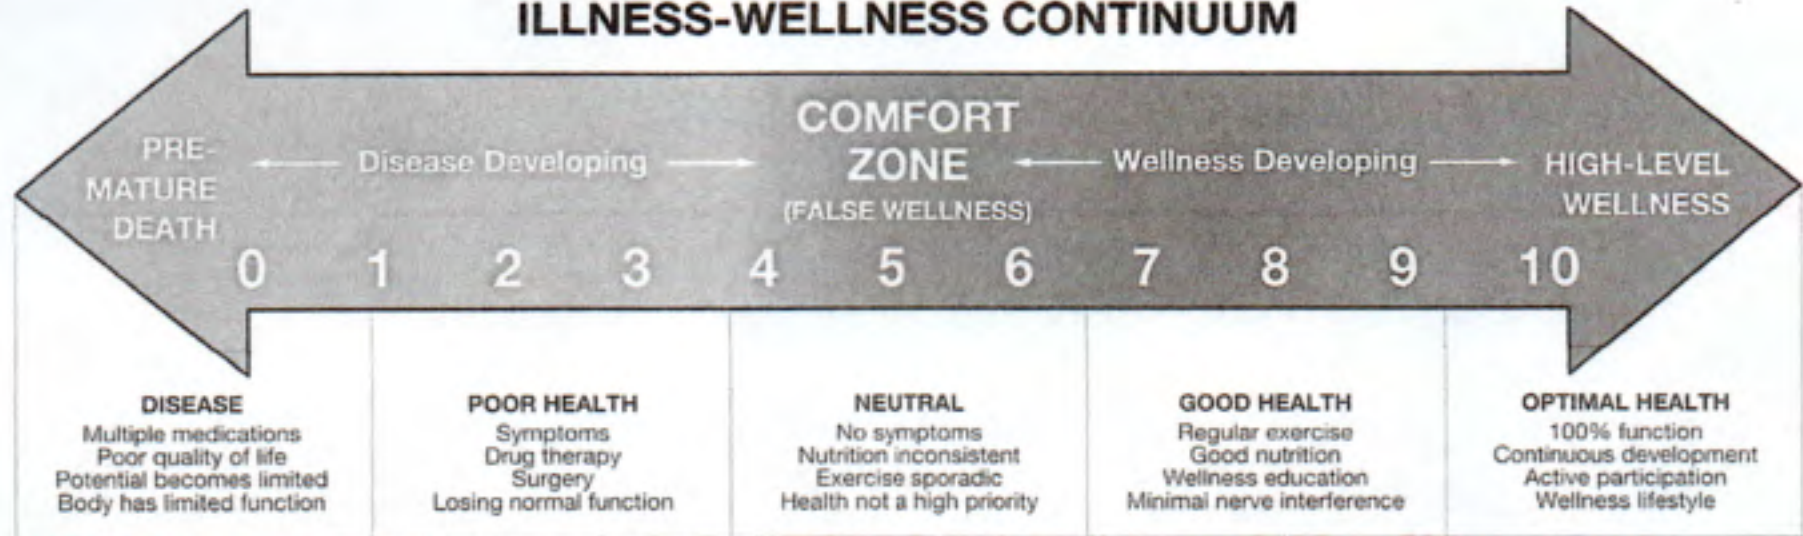 ILLNESS-WELLNESS CONTINUUM
PRE-
MATURE
DEATH
Disease Developing
COMFORT
ZONE
(FALSE WELLNESS)
Wellness Developing
HIGH-LEVEL
WELLNESS
0 1 2 3 4 5 6 7 8 9 10
DISEASE
Multiple medications
Poor quality of life
Potential becomes limited
Body has limited function
POOR HEALTH
Symptoms
Drug therapy
Surgery
Losing normal function
NEUTRAL
No symptoms
Nutrition inconsistent
Exercise sporadic
Health not a high priority
GOOD HEALTH
Regular exercise
Good nutrition
Wellness education
Minimal nerve interference
OPTIMAL HEALTH
100% function
Continuous development
Active participation
Wellness lifestyle